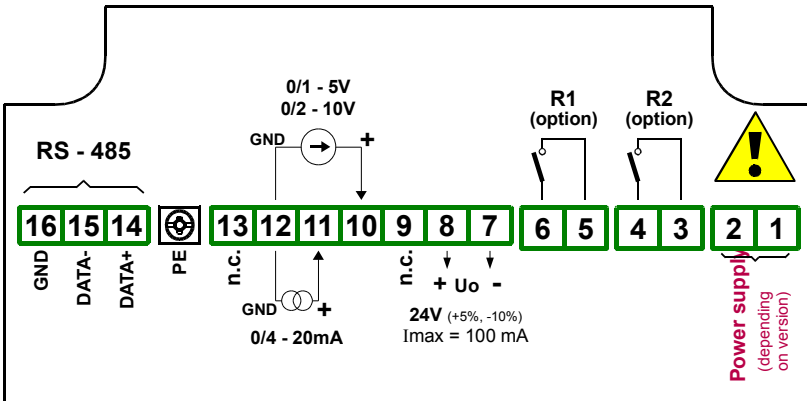 0/1 - 5V
0/2 - 10V
GND
+
R1
(option)
R2
(option)
RS - 485
16 15 14 13 12 11 10 9 8 7 6 5 4 3 2 1
GND
DATA-
DATA+
PE
n.c.
n.c.
GND
+
0/4 - 20mA
+ Uo -
24V (+5%, -10%)
Imax = 100 mA
Power supply
(depending
on version)